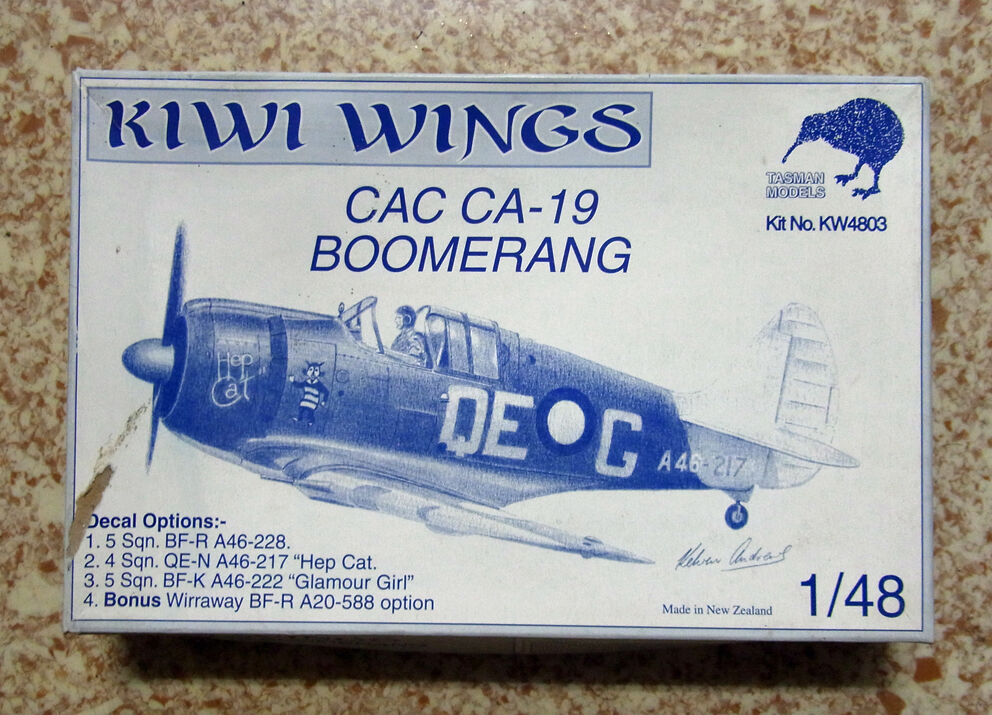 KIWI WINGS
TASMAN
MODELS
Kit No. KW4803
CAC CA-19
BOOMERANG
Hep
Cat
QE G
A46-217
Decal Options:-
1. 5 Sqn. BF-R A46-228.
2. 4 Sqn. QE-N A46-217 “Hep Cat.
3. 5 Sqn. BF-K A46-222 “Glamour Girl”
4. Bonus Wirraway BF-R A20-588 option
Made in New Zealand
1/48